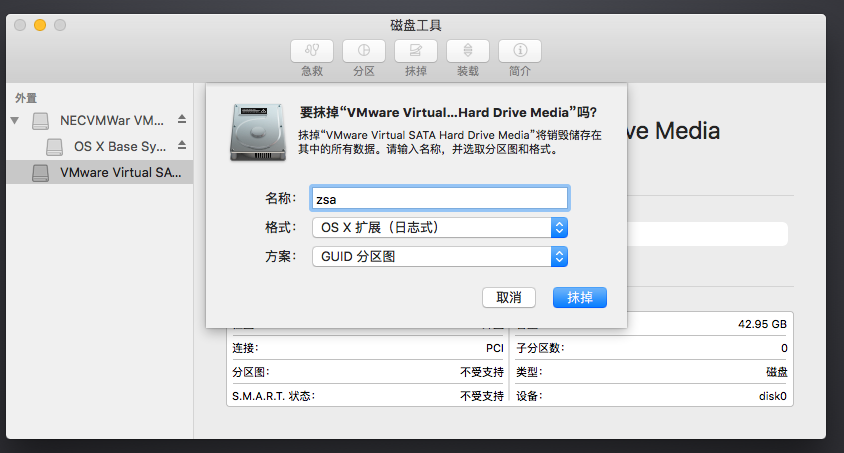 磁盘工具
急救 分区 抹掉 装载 简介
外置
NECVMWar VM...
OS X Base Sy...
VMware Virtual SA...
要抹掉“VMware Virtual...Hard Drive Media”吗?
抹掉“VMware Virtual SATA Hard Drive Media”将销毁储存在
其中的所有数据。请输入名称，并选取分区图和格式。
ve Media
名称: zsa
格式: OS X 扩展（日志式）
方案: GUID 分区图
取消 抹掉
42.95 GB
连接: PCI 子分区数: 0
分区图: 不受支持 类型: 磁盘
S.M.A.R.T. 状态: 不受支持 设备: disk0